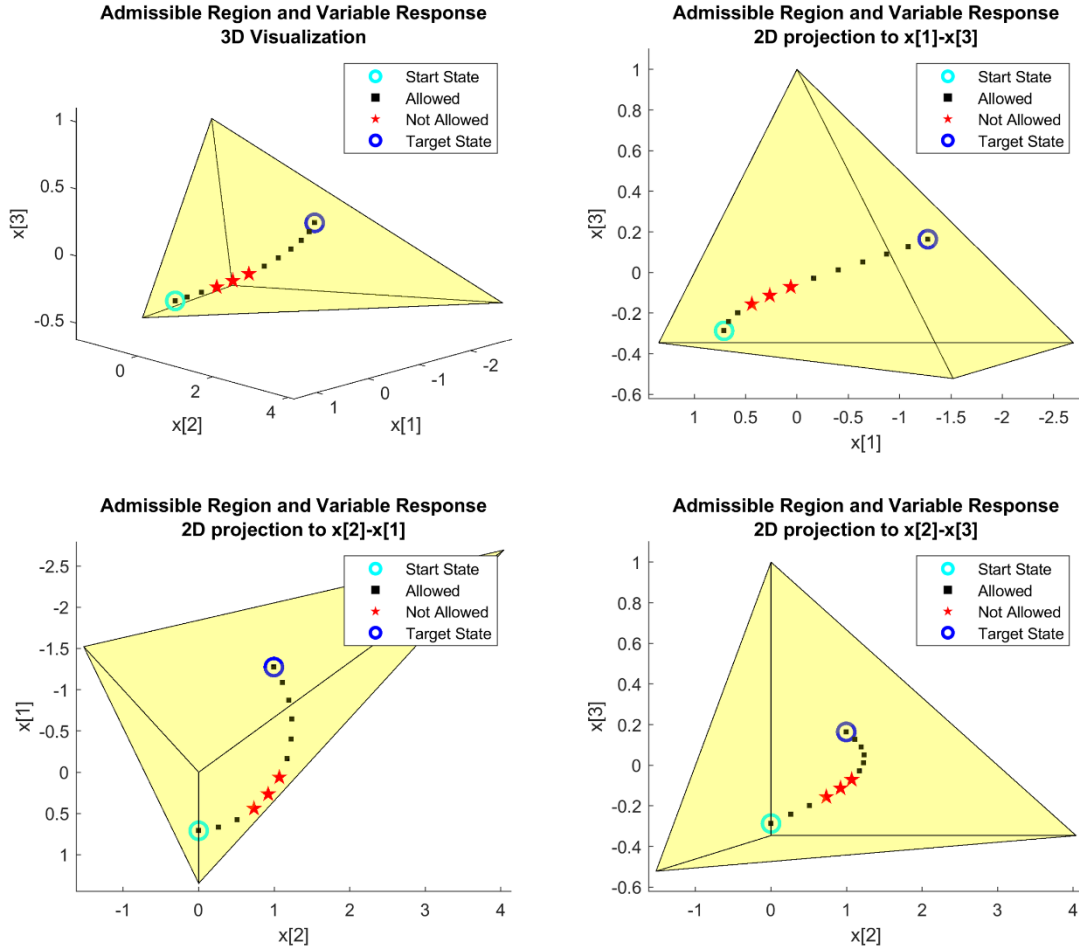 Admissible Region and Variable Response
3D Visualization
Start State
Allowed
Not Allowed
Target State
1
0.5
0
-0.5
x[3]
0
2
4
x[2]
1
0
-1
-2
x[1]
Admissible Region and Variable Response
2D projection to x[1]-x[3]
Start State
Allowed
Not Allowed
Target State
1
0.8
0.6
0.4
0.2
0
-0.2
-0.4
-0.6
x[3]
1 0.5 0 -0.5 -1 -1.5 -2 -2.5
x[1]
Admissible Region and Variable Response
2D projection to x[2]-x[1]
Start State
Allowed
Not Allowed
Target State
-2.5
-2
-1.5
-1
-0.5
0
0.5
1
x[1]
-1 0 1 2 3 4
x[2]
Admissible Region and Variable Response
2D projection to x[2]-x[3]
Start State
Allowed
Not Allowed
Target State
1
0.8
0.6
0.4
0.2
0
-0.2
-0.4
-0.6
x[3]
-1 0 1 2 3 4
x[2]